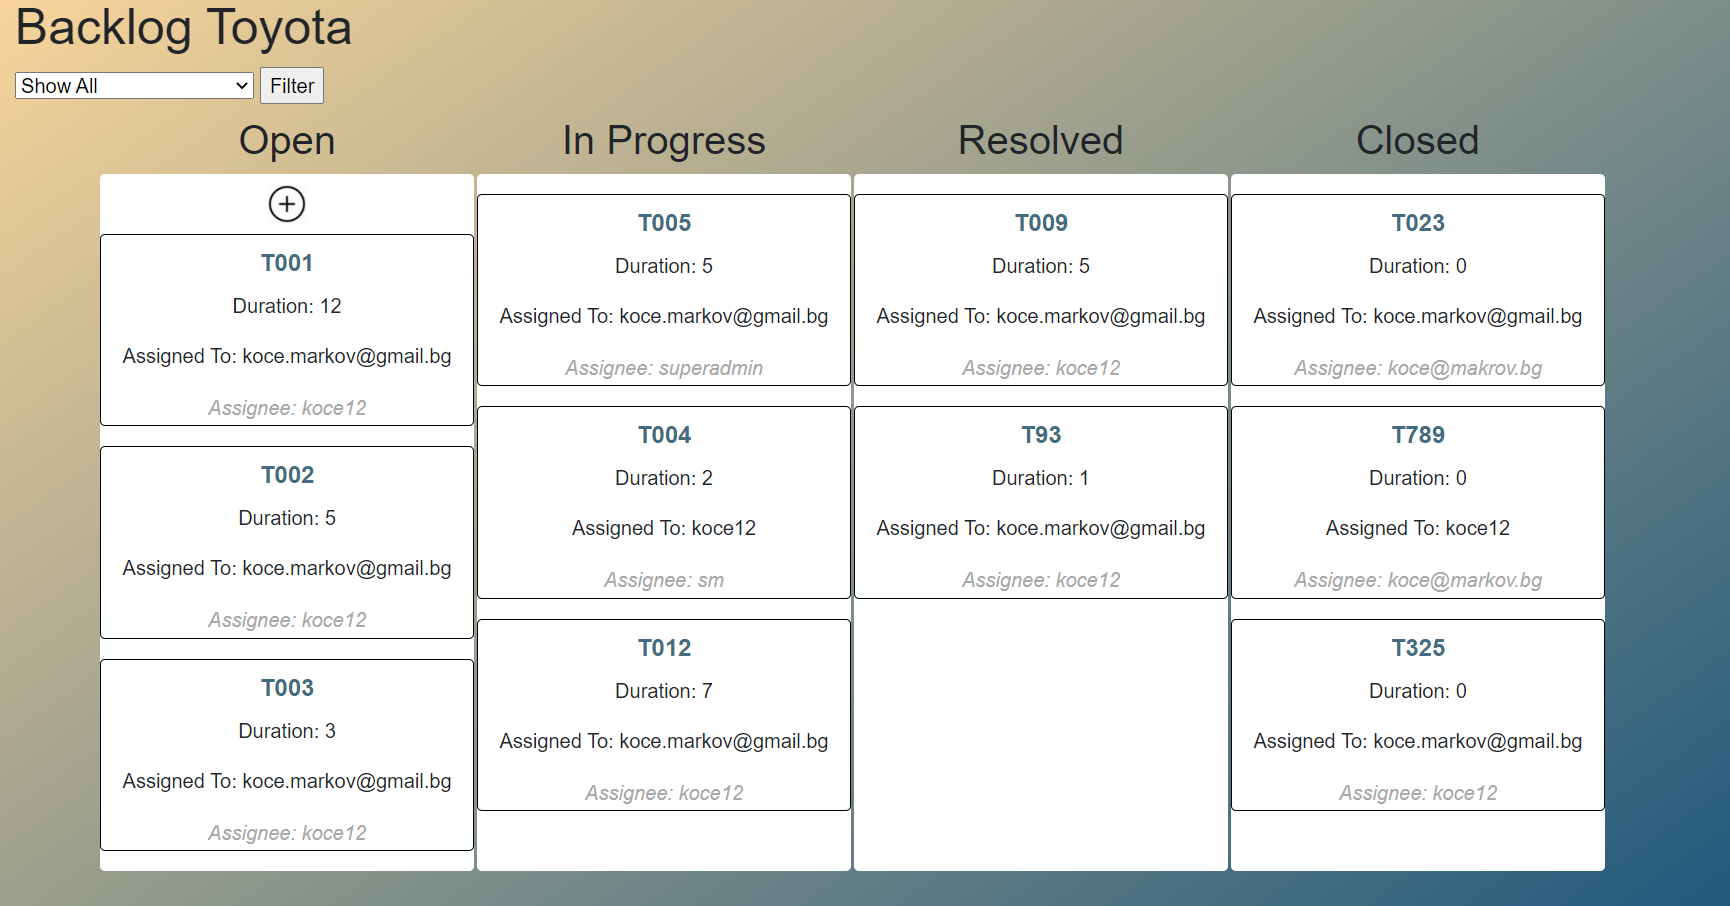 Backlog Toyota
Show All
Filter
Open
T001
Duration: 12
Assigned To: koce.markov@gmail.bg
Assignee: koce12
T002
Duration: 5
Assigned To: koce.markov@gmail.bg
Assignee: koce12
T003
Duration: 3
Assigned To: koce.markov@gmail.bg
Assignee: koce12
In Progress
T005
Duration: 5
Assigned To: koce.markov@gmail.bg
Assignee: superadmin
T004
Duration: 2
Assigned To: koce12
Assignee: sm
T012
Duration: 7
Assigned To: koce.markov@gmail.bg
Assignee: koce12
Resolved
T009
Duration: 5
Assigned To: koce.markov@gmail.bg
Assignee: koce12
T93
Duration: 1
Assigned To: koce.markov@gmail.bg
Assignee: koce12
Closed
T023
Duration: 0
Assigned To: koce.markov@gmail.bg
Assignee: koce@makrov.bg
T789
Duration: 0
Assigned To: koce12
Assignee: koce@markov.bg
T325
Duration: 0
Assigned To: koce.markov@gmail.bg
Assignee: koce12